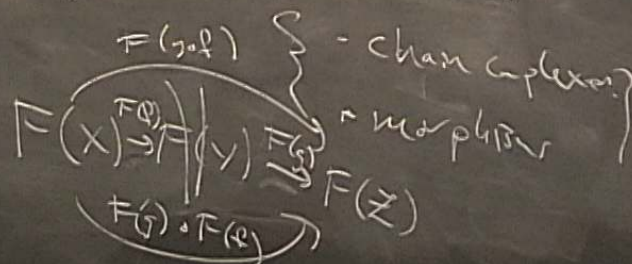 F(g∘f)
{ - chain complexes
- morphisms }
F(X) F(f) → F(Y) F(g) → F(Z)
F(g) ∘ F(f)